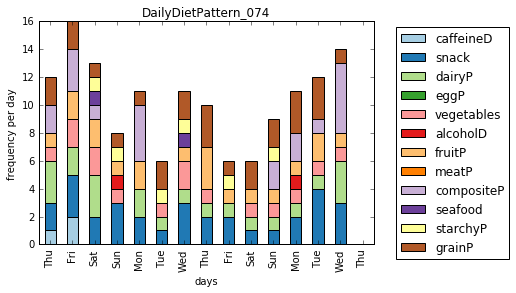 DailyDietPattern_074
frequency per day
16
14
12
10
8
6
4
2
0
Thu
Fri
Sat
Sun
Mon
Tue
Wed
Thu
Fri
Sat
Sun
Mon
Tue
Wed
Thu
days
caffeineD
snack
dairyP
eggP
vegetables
alcoholD
fruitP
meatP
compositeP
seafood
starchyP
grainP